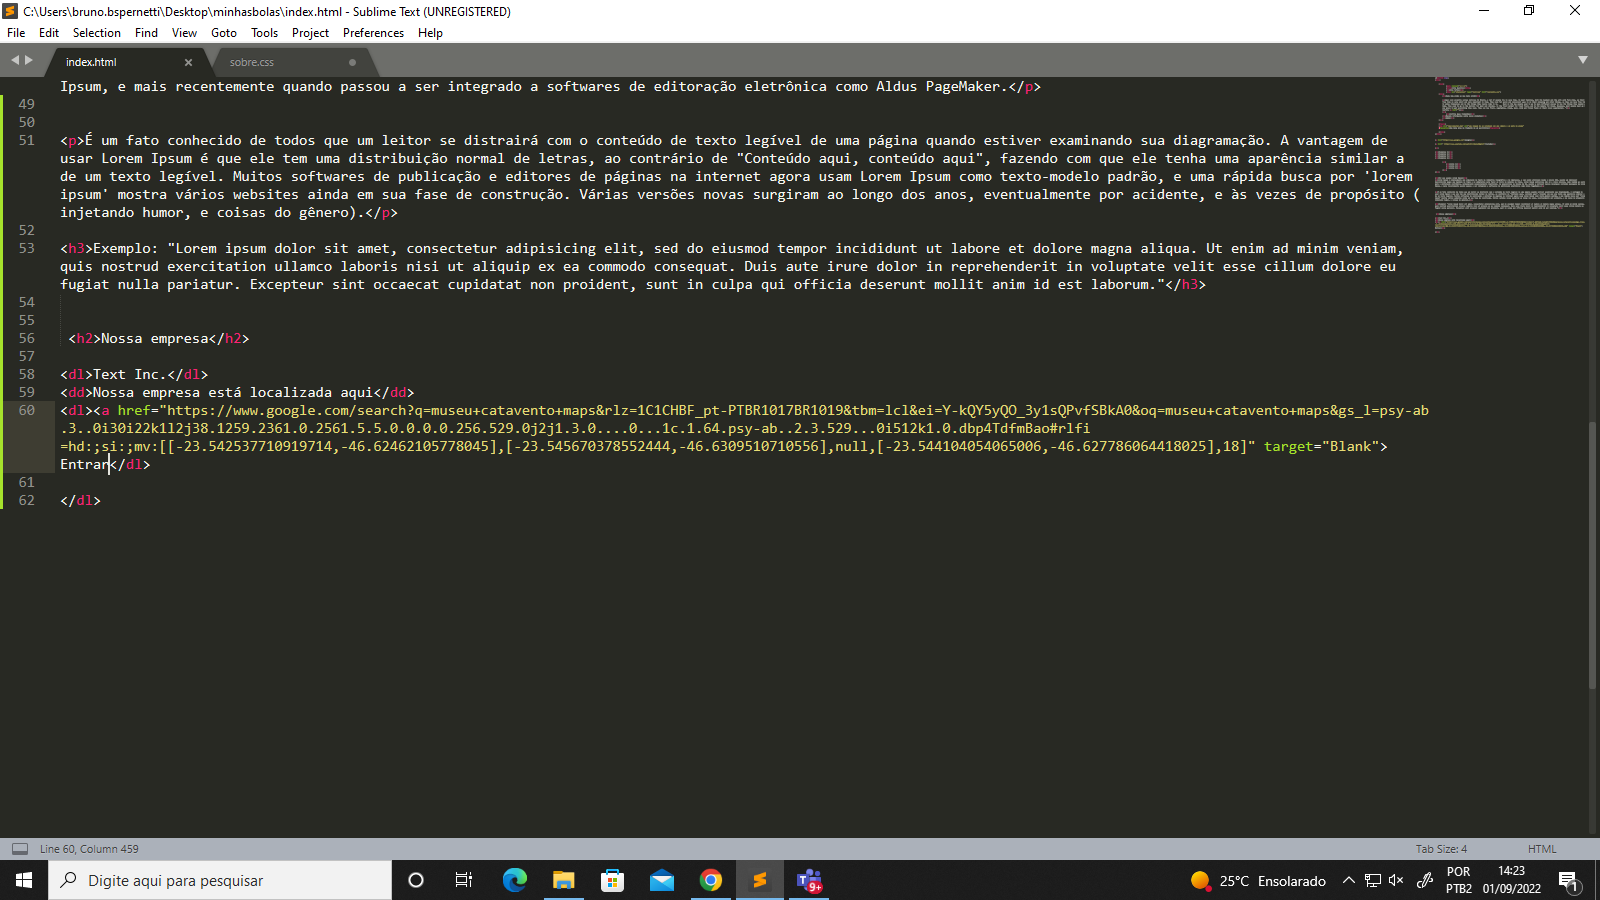 C:\Users\bruno.bspernetti\Desktop\minhasbolas\index.html - Sublime Text (UNREGISTERED)
File Edit Selection Find View Goto Tools Project Preferences Help
index.html sobre.css
Ipsum, e mais recentemente quando passou a ser integrado a softwares de editoração eletrônica como Aldus PageMaker.</p>
49
50
51 <p>É um fato conhecido de todos que um leitor se distrairá com o conteúdo de texto legível de uma página quando estiver examinando sua diagramação. A vantagem de
usar Lorem Ipsum é que ele tem uma distribuição normal de letras, ao contrário de "Conteúdo aqui, conteúdo aqui", fazendo com que ele tenha uma aparência similar a
de um texto legível. Muitos softwares de publicação e editores de páginas na internet agora usam Lorem Ipsum como texto-modelo padrão, e uma rápida busca por 'lorem
ipsum' mostra vários websites ainda em sua fase de construção. Várias versões novas surgiram ao longo dos anos, eventualmente por acidente, e às vezes de propósito (
injetando humor, e coisas do gênero).</p>
52
53 <h3>Exemplo: "Lorem ipsum dolor sit amet, consectetur adipisicing elit, sed do eiusmod tempor incididunt ut labore et dolore magna aliqua. Ut enim ad minim veniam,
quis nostrud exercitation ullamco laboris nisi ut aliquip ex ea commodo consequat. Duis aute irure dolor in reprehenderit in voluptate velit esse cillum dolore eu
fugiat nulla pariatur. Excepteur sint occaecat cupidatat non proident, sunt in culpa qui officia deserunt mollit anim id est laborum."</h3>
54
55
56 <h2>Nossa empresa</h2>
57
58 <dl>Text Inc.</dl>
59 <dd>Nossa empresa está localizada aqui</dd>
60 <dl><a href="https://www.google.com/search?q=museu+catavento+maps&rlz=1C1CHBF_pt-PTBR1017BR1019&tbm=lcl&ei=Y-kQY5yQO_3y1sQPvfSBkA0&oq=museu+catavento+maps&gs_l=psy-ab
.3..0i30i22k1l2j38.1259.2361.0.2561.5.5.0.0.0.0.256.529.0j2j1.3.0....0...1c.1.64.psy-ab..2.3.529...0i512k1.0.dbp4TdfmBao#rlfi
=hd:;si:;mv:[[-23.542537710919714,-46.62462105778045],[-23.545670378552444,-46.6309510710556],null,[-23.544104054065006,-46.627786064418025],18]" target="Blank">
Entrar</dl>
61
62 </dl>
Line 60, Column 459 Tab Size: 4 HTML
Digite aqui para pesquisar
9+
25°C Ensolarado
POR
PTB2
14:23
01/09/2022
1